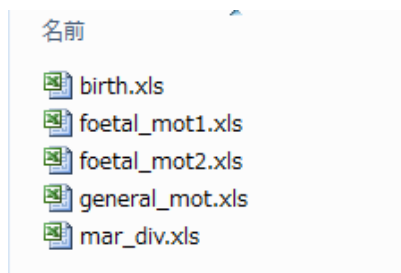 名前
birth.xls
foetal_mot1.xls
foetal_mot2.xls
general_mot.xls
mar_div.xls